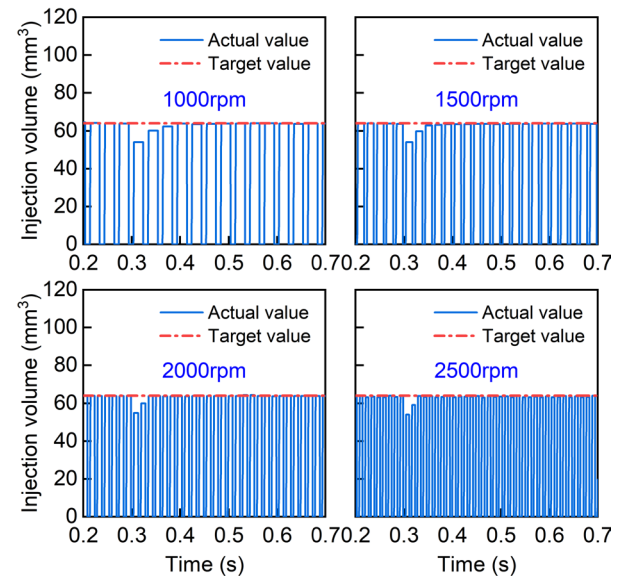 120
100
80
60
40
20
0
Injection volume (mm³)
Actual value
Target value
1000rpm
0.2 0.3 0.4 0.5 0.6 0.7
Actual value
Target value
1500rpm
0.2 0.3 0.4 0.5 0.6 0.7
120
100
80
60
40
20
0
Injection volume (mm³)
Actual value
Target value
2000rpm
0.2 0.3 0.4 0.5 0.6 0.7
Time (s)
Actual value
Target value
2500rpm
0.2 0.3 0.4 0.5 0.6 0.7
Time (s)